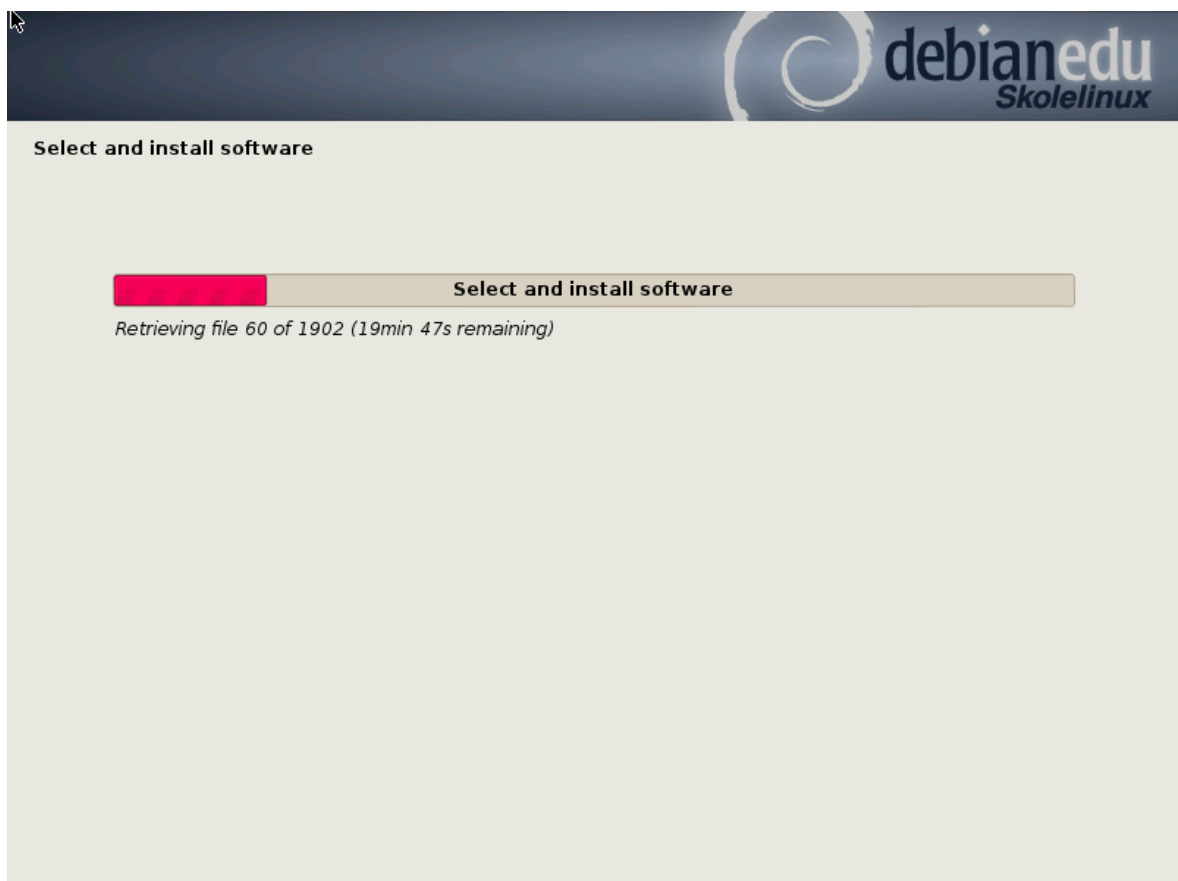 debianedu
Skolelinux
Select and install software
Select and install software
Retrieving file 60 of 1902 (19min 47s remaining)